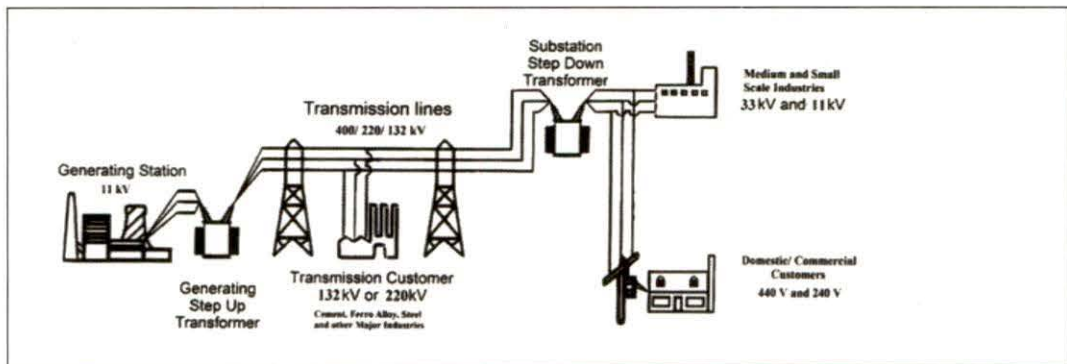 Generating Station
11 kV
Generating
Step Up
Transformer
Transmission lines
400/ 220/ 132 kV
Transmission Customer
132kV or 220kV
Cement, Ferro Alloy, Steel
and other Major Industries
Substation
Step Down
Transformer
Medium and Small
Scale Industries
33kV and 11kV
Domestic/ Commercial
Customers
440 V and 240 V